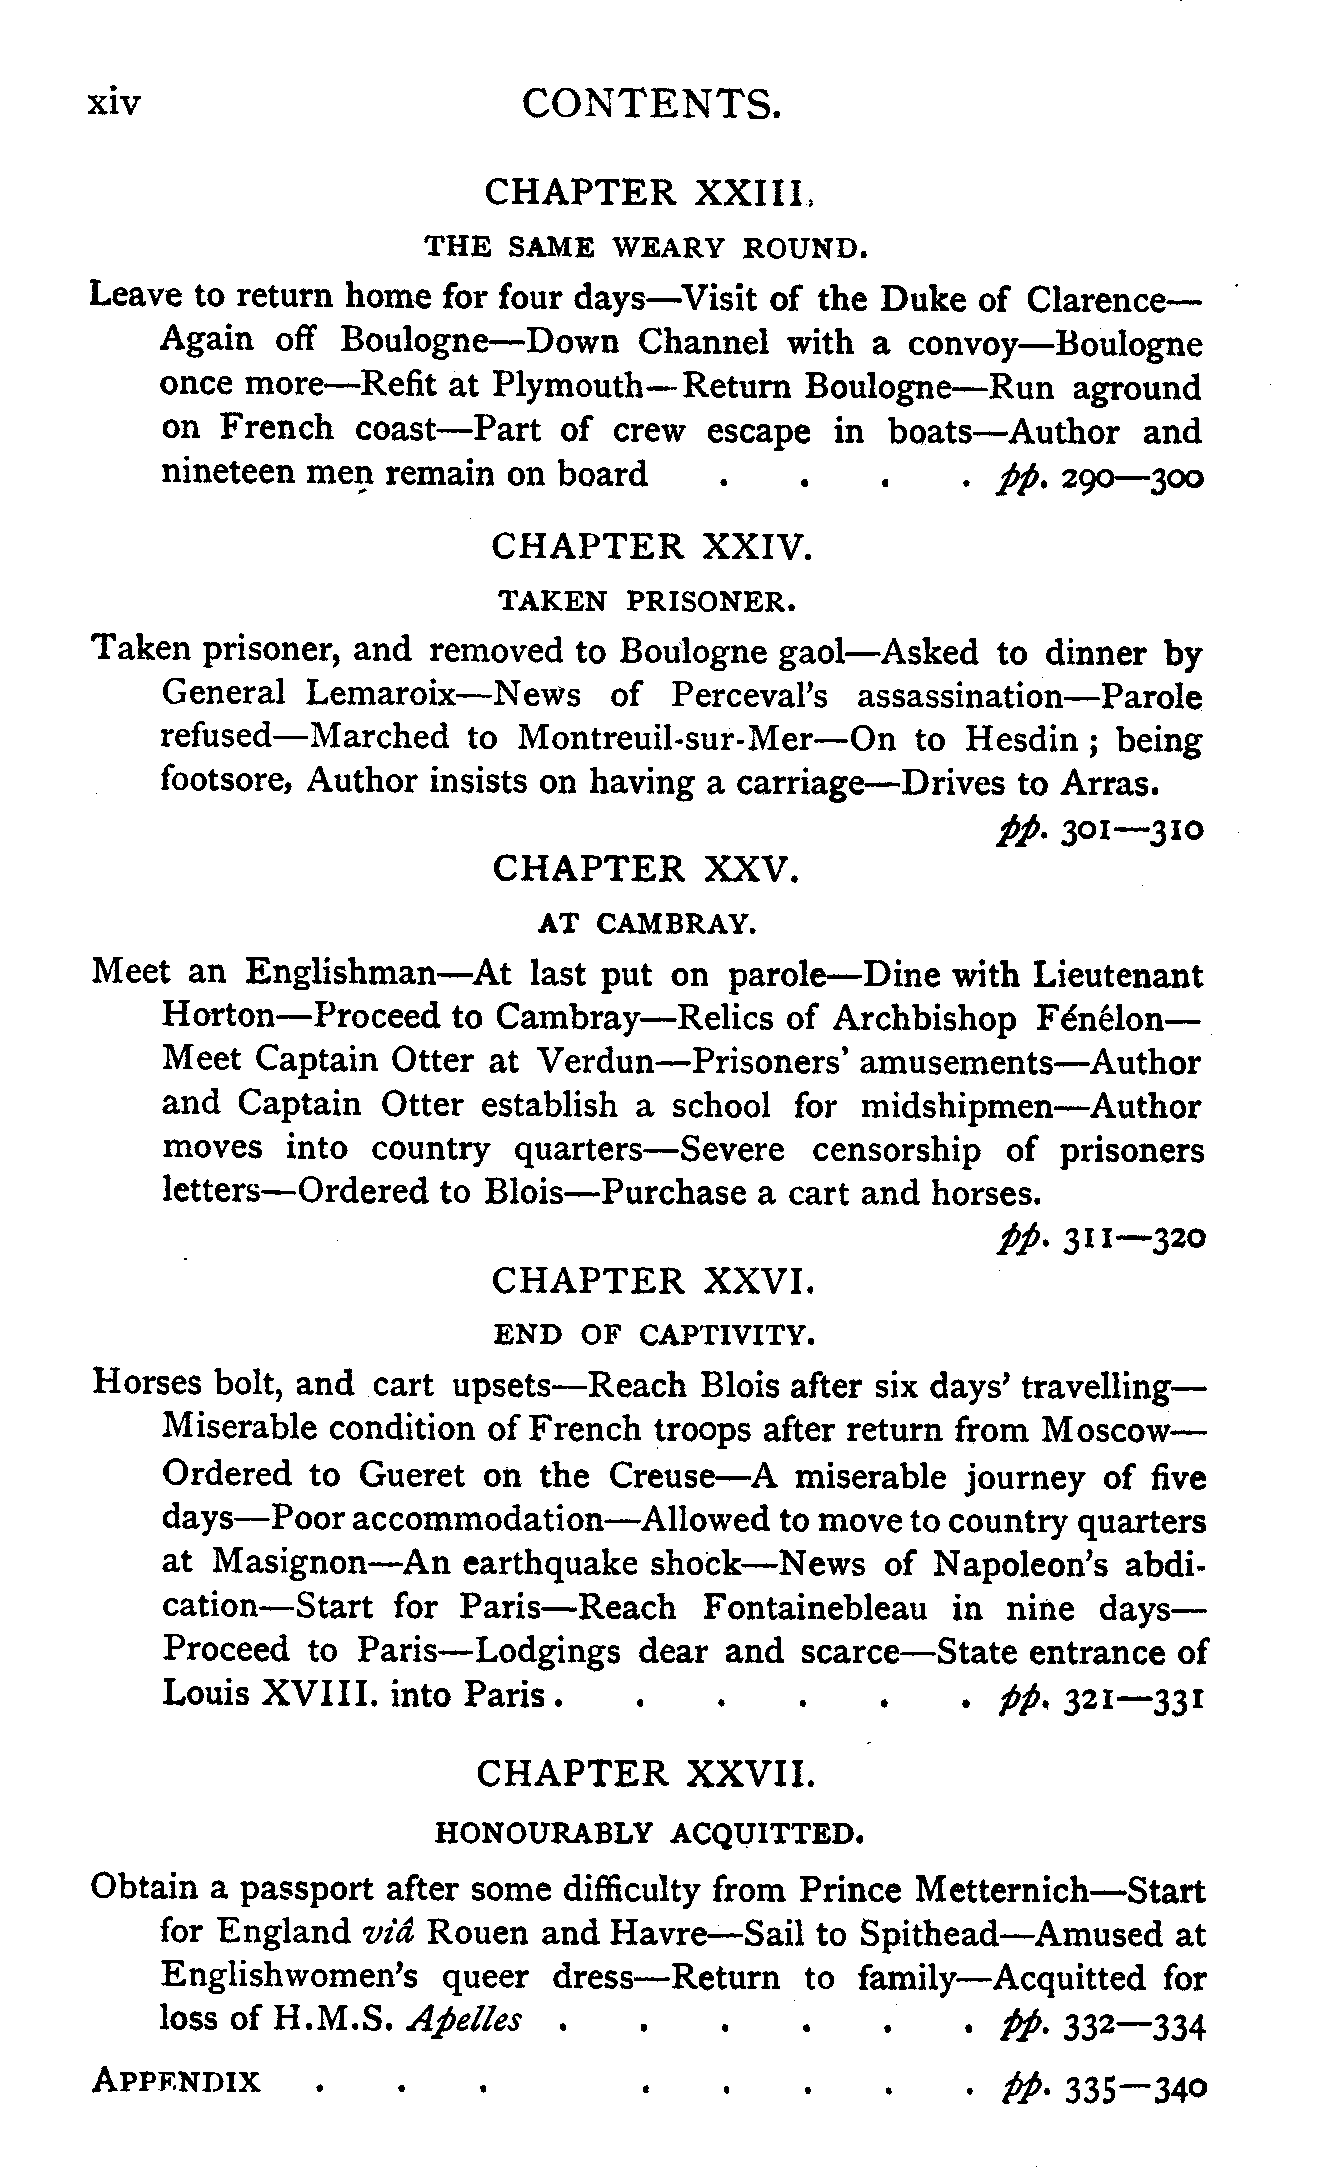 xiv CONTENTS.
CHAPTER XXIII.
THE SAME WEARY ROUND.
Leave to return home for four days—Visit of the Duke of Clarence—
Again off Boulogne—Down Channel with a convoy—Boulogne
once more—Refit at Plymouth—Return Boulogne—Run aground
on French coast—Part of crew escape in boats—Author and
nineteen men remain on board . . . . pp. 290—300
CHAPTER XXIV.
TAKEN PRISONER.
Taken prisoner, and removed to Boulogne gaol—Asked to dinner by
General Lemaroix—News of Perceval's assassination—Parole
refused—Marched to Montreuil-sur-Mer—On to Hesdin; being
footsore, Author insists on having a carriage—Drives to Arras.
pp. 301—310
CHAPTER XXV.
AT CAMBRAY.
Meet an Englishman—At last put on parole—Dine with Lieutenant
Horton—Proceed to Cambray—Relics of Archbishop Fénélon—
Meet Captain Otter at Verdun—Prisoners' amusements—Author
and Captain Otter establish a school for midshipmen—Author
moves into country quarters—Severe censorship of prisoners
letters—Ordered to Blois—Purchase a cart and horses.
pp. 311—320
CHAPTER XXVI.
END OF CAPTIVITY.
Horses bolt, and cart upsets—Reach Blois after six days' travelling—
Miserable condition of French troops after return from Moscow—
Ordered to Gueret on the Creuse—A miserable journey of five
days—Poor accommodation—Allowed to move to country quarters
at Masignon—An earthquake shock—News of Napoleon's abdi-
cation—Start for Paris—Reach Fontainebleau in nine days—
Proceed to Paris—Lodgings dear and scarce—State entrance of
Louis XVIII. into Paris . . . . . . pp. 321—331
CHAPTER XXVII.
HONOURABLY ACQUITTED.
Obtain a passport after some difficulty from Prince Metternich—Start
for England viâ Rouen and Havre—Sail to Spithead—Amused at
Englishwomen's queer dress—Return to family—Acquitted for
loss of H.M.S. Apelles . . . . . . pp. 332—334
APPENDIX . . . . . . . . pp. 335—340